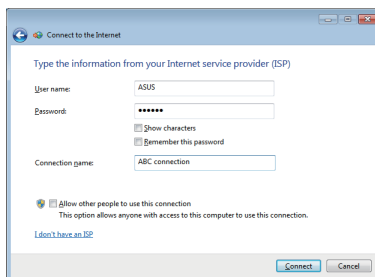 Connect to the Internet
Type the information from your Internet service provider (ISP)
User name:
ASUS
Password:
••••••
Show characters
Remember this password
Connection name:
ABC connection
Allow other people to use this connection
This option allows anyone with access to this computer to use this connection.
I don't have an ISP
Connect
Cancel